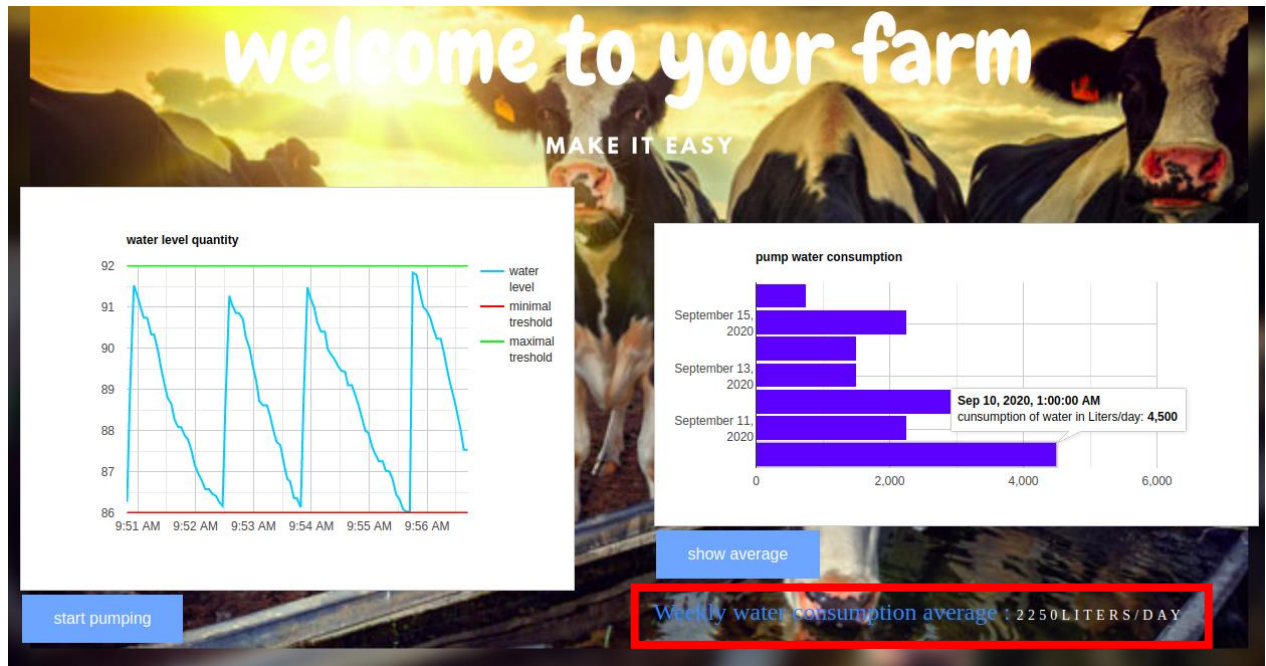 welcome to your farm
MAKE IT EASY
water level quantity
92
91
90
89
88
87
86
9:51 AM 9:52 AM 9:53 AM 9:54 AM 9:55 AM 9:56 AM
water
level
minimal
treshold
maximal
treshold
start pumping
pump water consumption
September 15,
2020
September 13,
2020
September 11,
2020
Sep 10, 2020, 1:00:00 AM
cunsumption of water in Liters/day: 4,500
0 2,000 4,000 6,000
show average
Weekly water consumption average : 2250LITERS/DAY